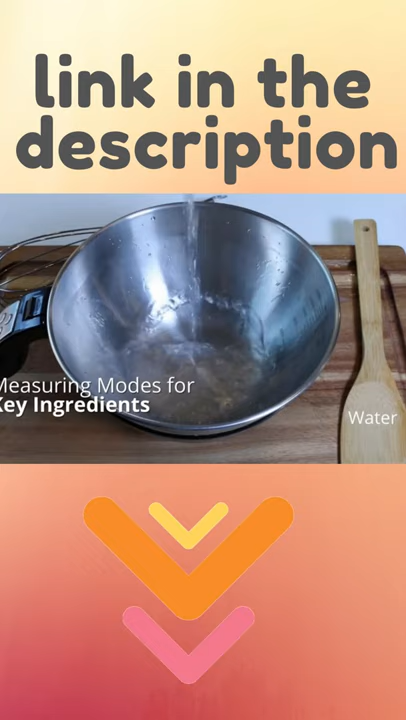 link in the
description
Measuring Modes for
Key Ingredients
Water